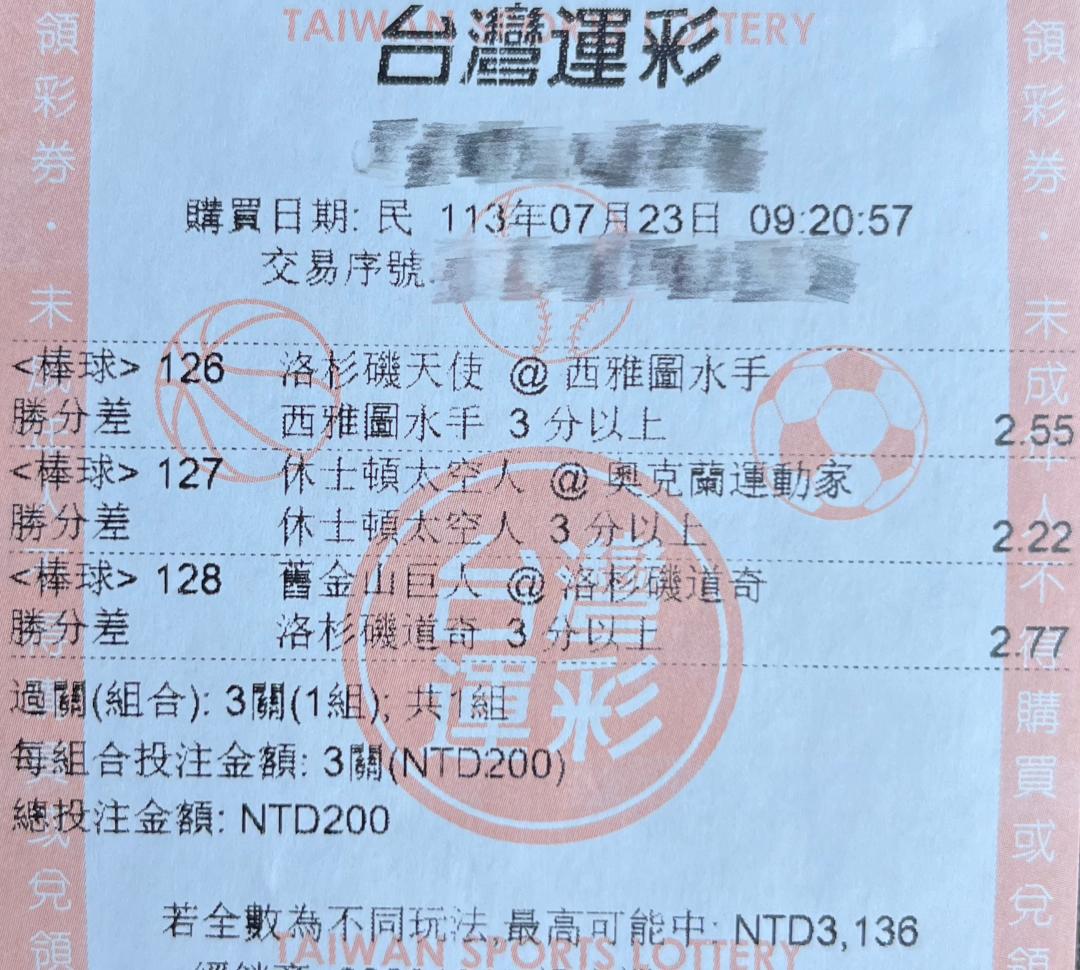 TAIWAN SPORTS LOTTERY
台灣運彩
購買日期: 民 113年07月23日 09:20:57
交易序號:
<棒球> 126 洛杉磯天使 @ 西雅圖水手
勝分差 西雅圖水手 3 分以上 2.55
<棒球> 127 休士頓太空人 @ 奧克蘭運動家
勝分差 休士頓太空人 3 分以上 2.22
<棒球> 128 舊金山巨人 @ 洛杉磯道奇
勝分差 洛杉磯道奇 3 分以上 2.77
過關(組合): 3關(1組); 共1組
每組合投注金額: 3關(NTD200)
總投注金額: NTD200
若全數為不同玩法,最高可能中: NTD3,136
TAIWAN SPORTS LOTTERY
台灣
運彩
領彩券・未成年人不得購買或兌領
領彩券・未成年人不得購買或兌領